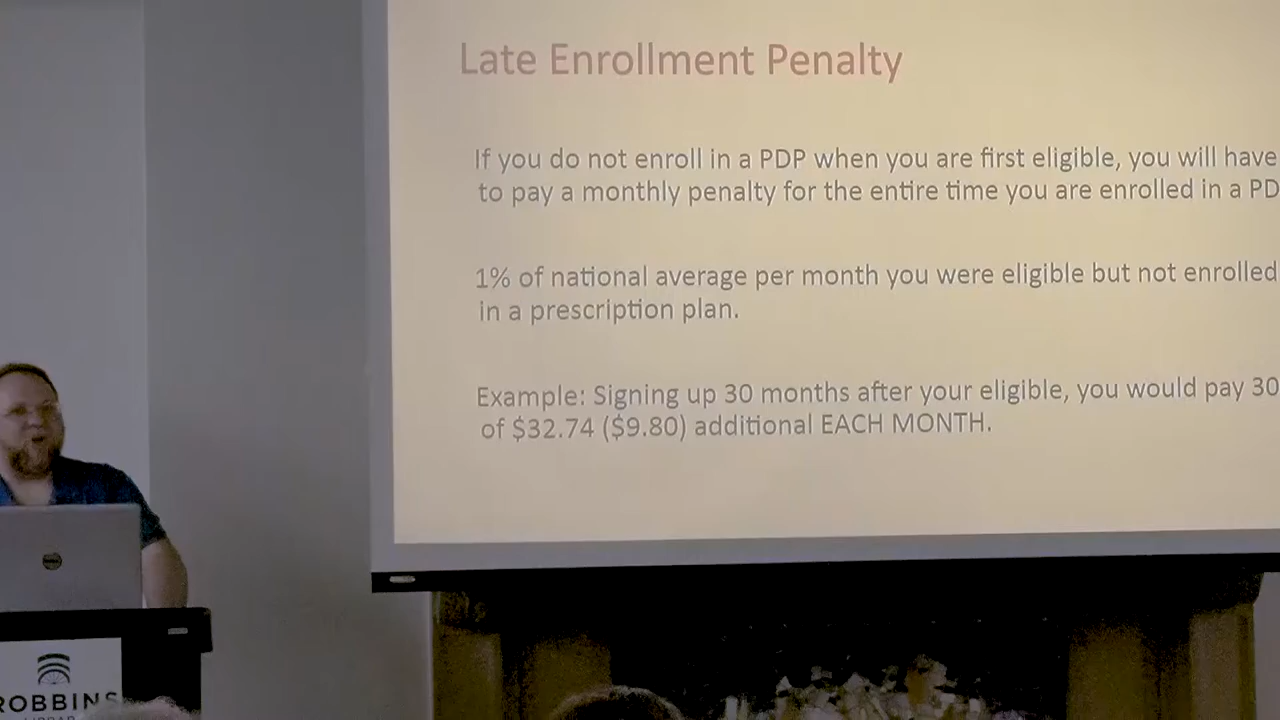 Late Enrollment Penalty
If you do not enroll in a PDP when you are first eligible, you will have
to pay a monthly penalty for the entire time you are enrolled in a PD
1% of national average per month you were eligible but not enrolled
in a prescription plan.
Example: Signing up 30 months after your eligible, you would pay 30
of $32.74 ($9.80) additional EACH MONTH.
ROBBINS